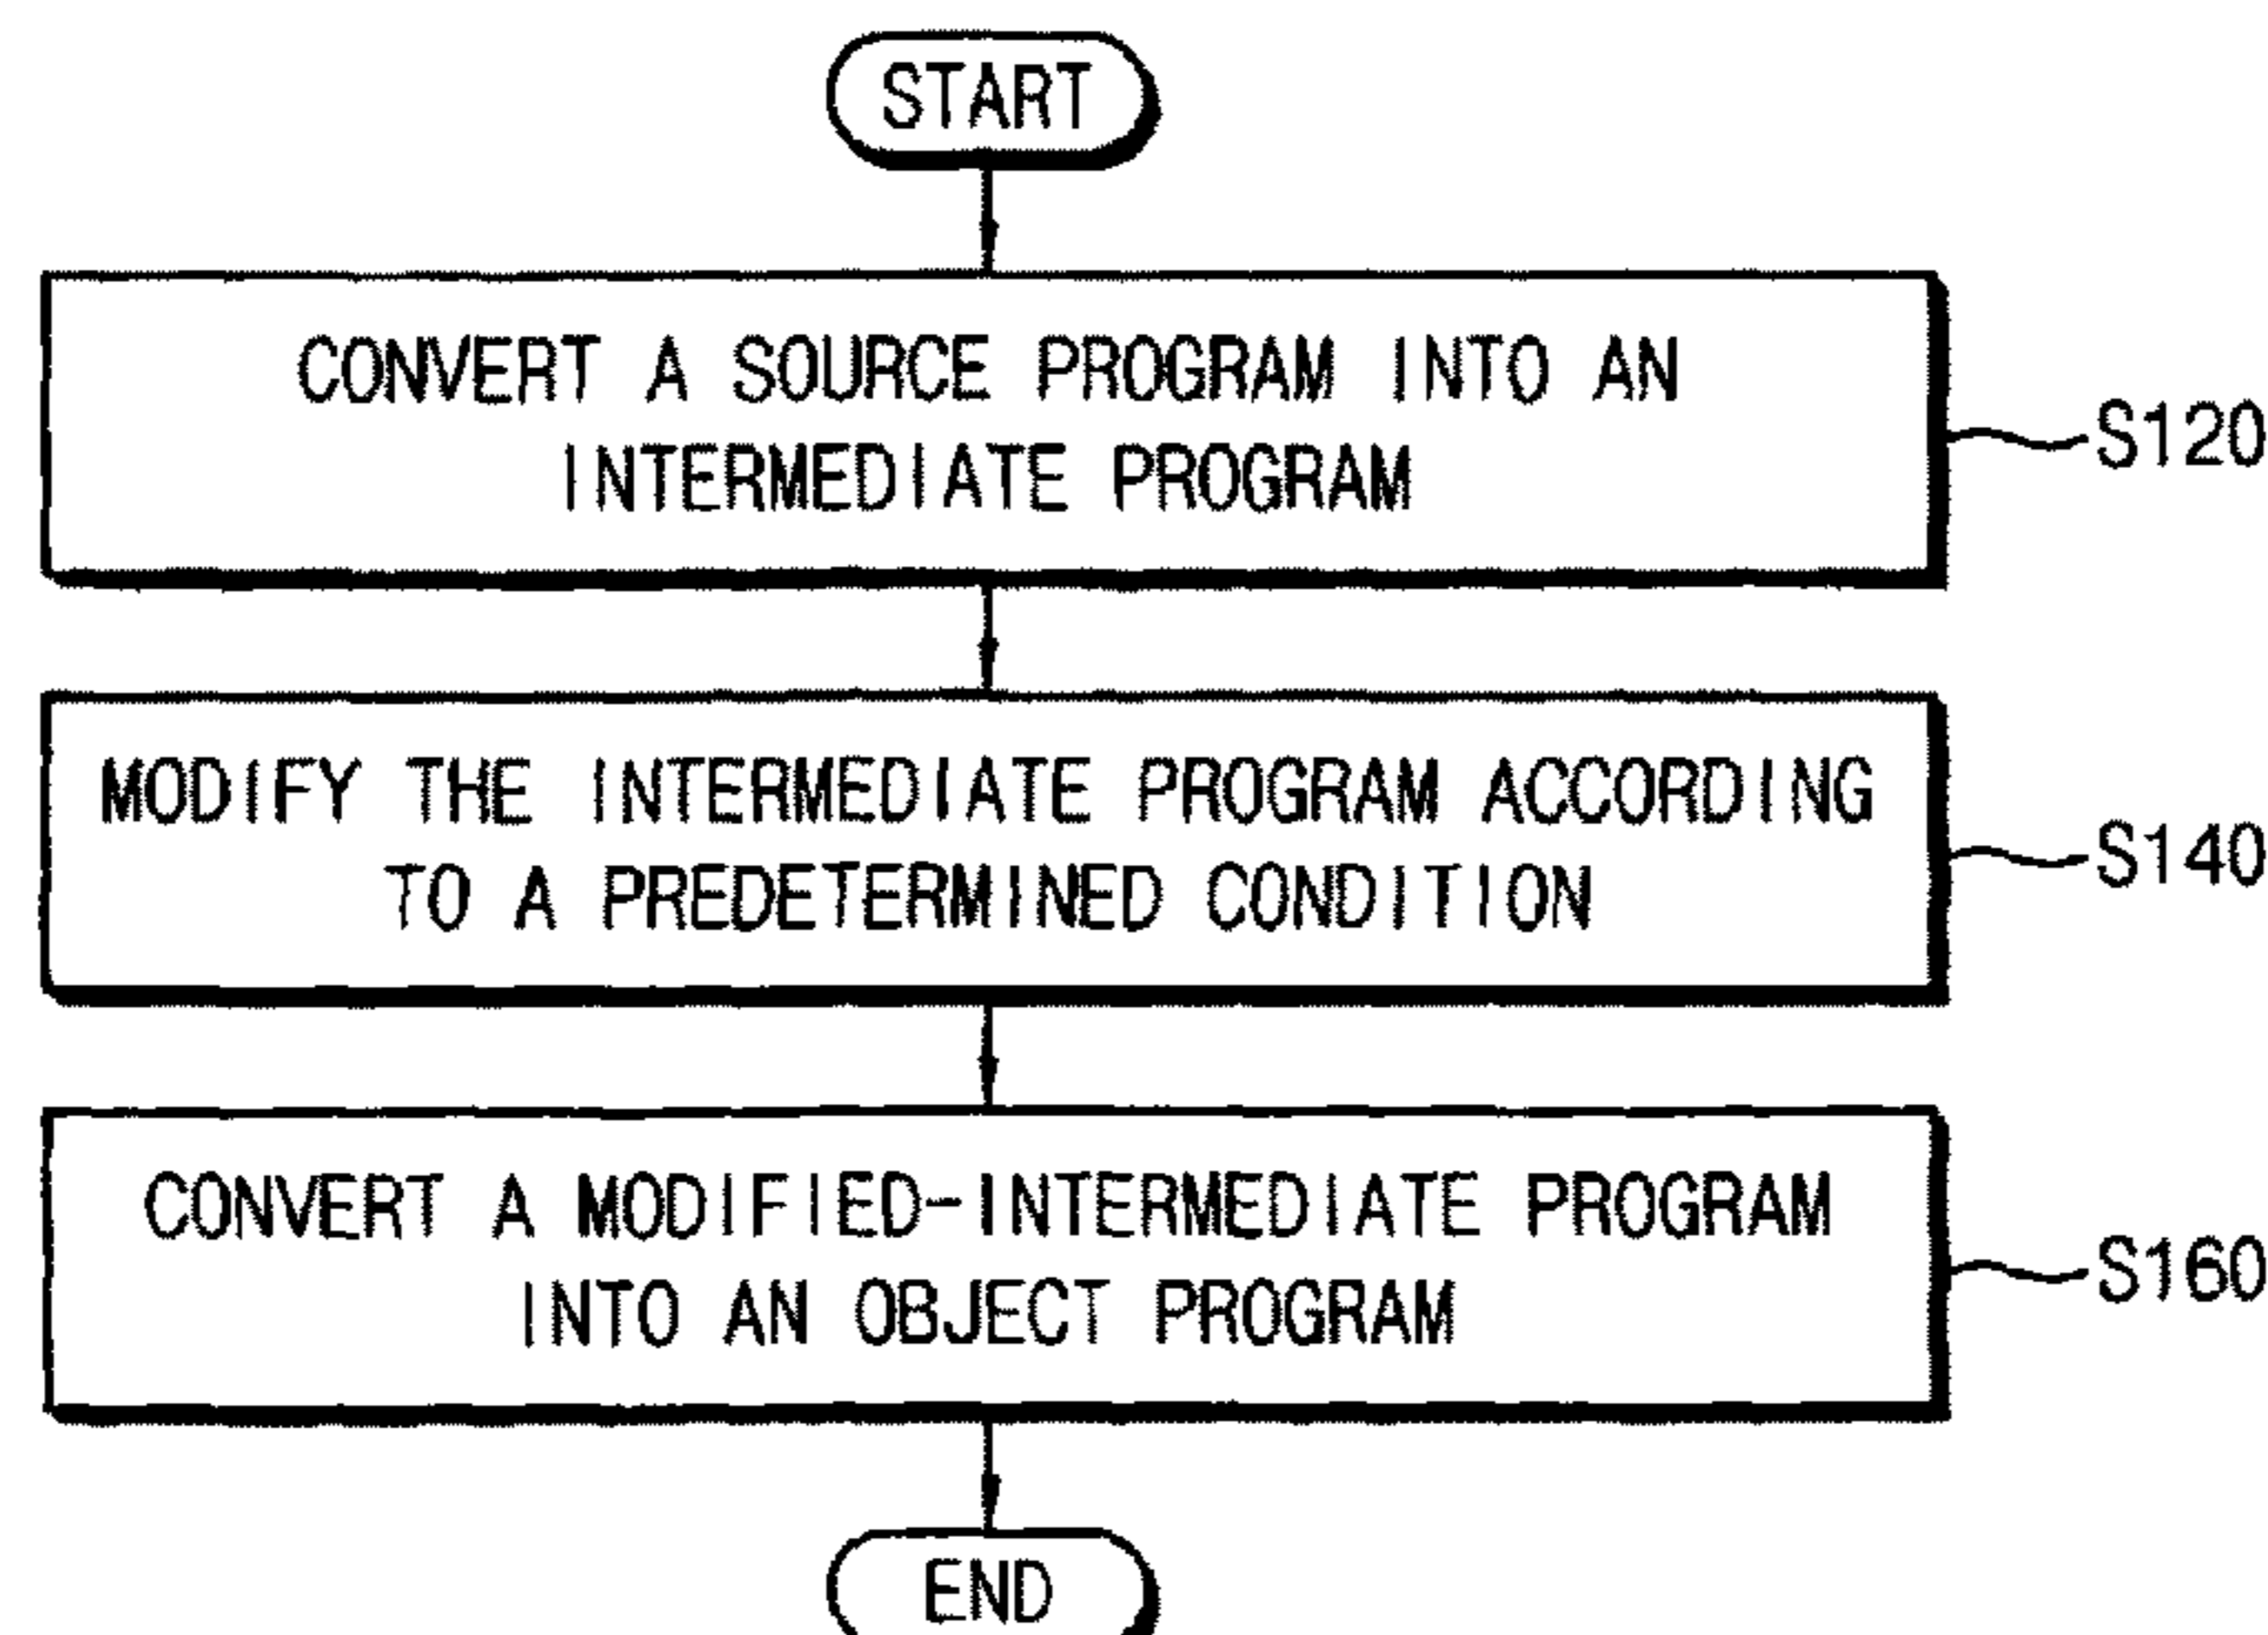 START
CONVERT A SOURCE PROGRAM INTO AN
INTERMEDIATE PROGRAM
S120
MODIFY THE INTERMEDIATE PROGRAM ACCORDING
TO A PREDETERMINED CONDITION
S140
CONVERT A MODIFIED-INTERMEDIATE PROGRAM
INTO AN OBJECT PROGRAM
S160
END